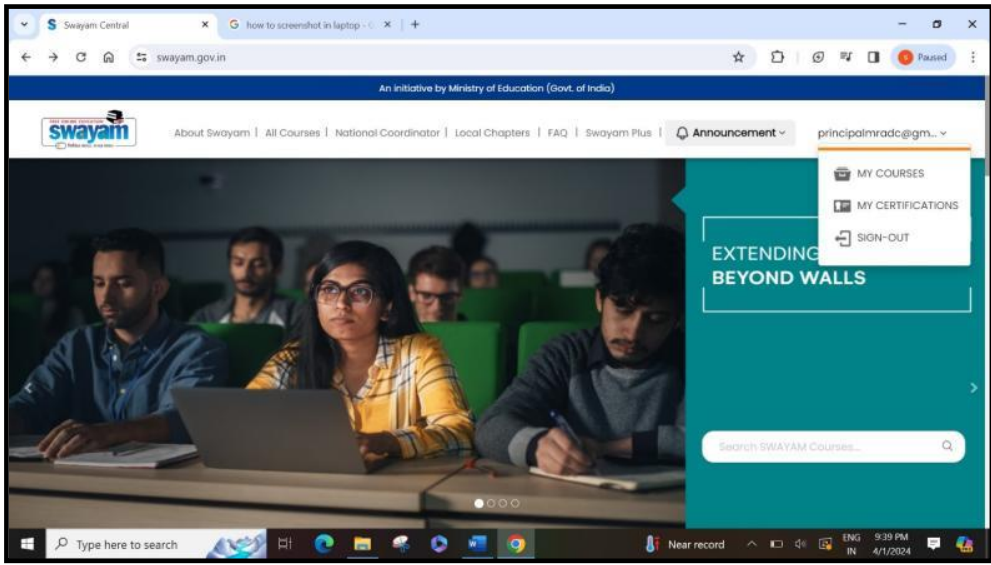 Swayam Central
how to screenshot in laptop -
swayam.gov.in
Paused
An initiative by Ministry of Education (Govt. of India)
swayam
About Swayam | All Courses | National Coordinator | Local Chapters | FAQ | Swayam Plus |
Announcement
principalmradc@gm..
MY COURSES
MY CERTIFICATIONS
SIGN-OUT
EXTENDING
BEYOND WALLS
Search SWAYAM Courses...
Type here to search
Near record
ENG
IN
9:39 PM
4/1/2024